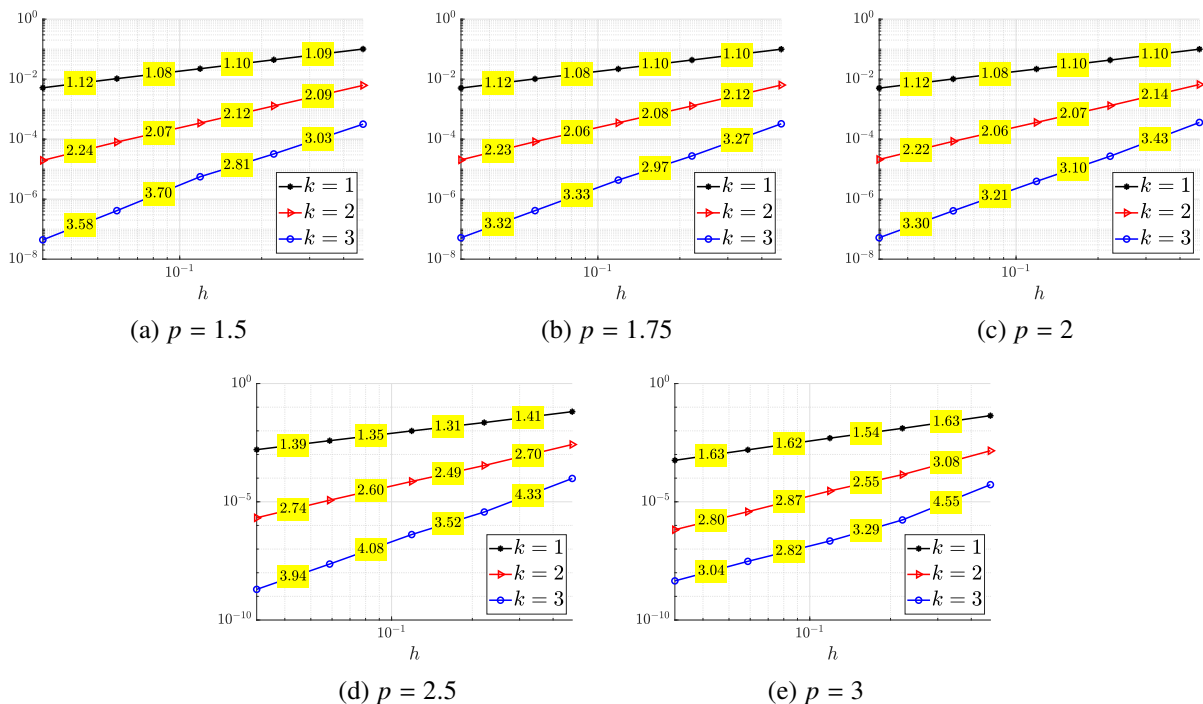 10^0
10^-2
10^-4
10^-6
10^-8
1.12 1.08 1.10 1.09
2.24 2.07 2.12 2.09
3.58 3.70 2.81 3.03
k = 1
k = 2
k = 3
10^-1
h
(a) p = 1.5
10^0
10^-2
10^-4
10^-6
10^-8
1.12 1.08 1.10 1.10
2.23 2.06 2.08 2.12
3.32 3.33 2.97 3.27
k = 1
k = 2
k = 3
10^-1
h
(b) p = 1.75
10^0
10^-2
10^-4
10^-6
10^-8
1.12 1.08 1.10 1.10
2.22 2.06 2.07 2.14
3.30 3.21 3.10 3.43
k = 1
k = 2
k = 3
10^-1
h
(c) p = 2
10^0
10^-5
10^-10
1.39 1.35 1.31 1.41
2.74 2.60 2.49 2.70
3.94 4.08 3.52 4.33
k = 1
k = 2
k = 3
10^-1
h
(d) p = 2.5
10^0
10^-5
10^-10
1.63 1.62 1.54 1.63
2.80 2.87 2.55 3.08
3.04 2.82 3.29 4.55
k = 1
k = 2
k = 3
10^-1
h
(e) p = 3